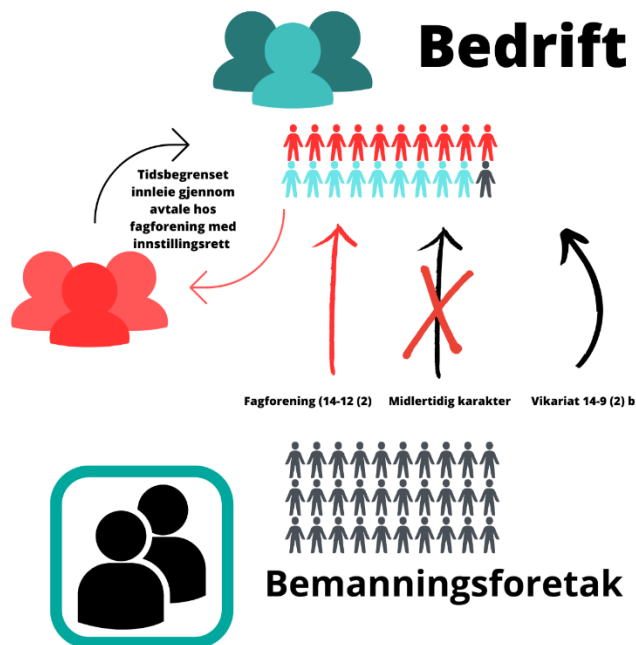 Bedrift
Tidsbegrenset
innleie gjennom
avtale hos
fagforening med
innstillingsrett
Fagforening (14-12 (2)
Midlertidig karakter
Vikariat 14-9 (2) b
Bemanningsforetak